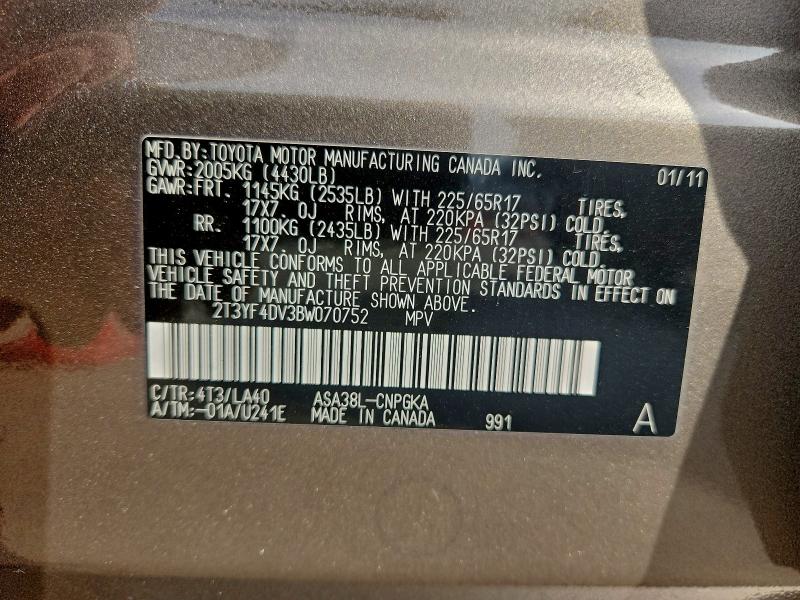 MFD.BY:TOYOTA MOTOR MANUFACTURING CANADA INC. 01/11
GVWR:2005KG (4430LB)
GAWR:FRT. 1145KG (2535LB) WITH 225/65R17 TIRES,
17X7.0J RIMS, AT 220KPA (32PSI) COLD.
RR. 1100KG (2435LB) WITH 225/65R17 TIRES,
17X7.0J RIMS, AT 220KPA (32PSI) COLD.
THIS VEHICLE CONFORMS TO ALL APPLICABLE FEDERAL MOTOR
VEHICLE SAFETY AND THEFT PREVENTION STANDARDS IN EFFECT ON
THE DATE OF MANUFACTURE SHOWN ABOVE.
2T3YF4DV3BW070752 MPV
C/TR:4T3/LA40 ASA38L-CNPGKA
A/TM:-01A/U241E MADE IN CANADA 991 A